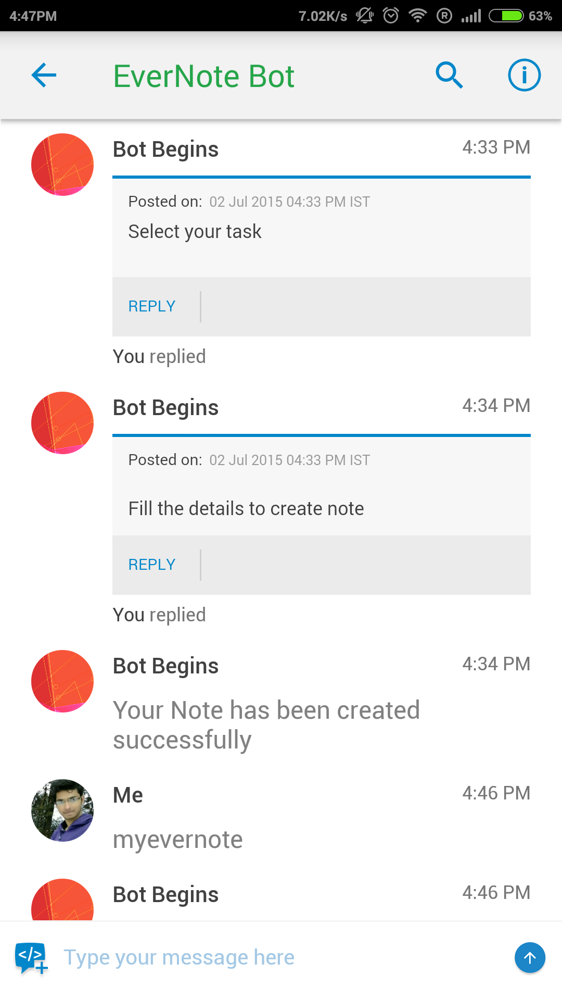 4:47PM
7.02K/s
R
63%
EverNote Bot
Bot Begins
4:33 PM
Posted on: 02 Jul 2015 04:33 PM IST
Select your task
REPLY
You replied
Bot Begins
4:34 PM
Posted on: 02 Jul 2015 04:33 PM IST
Fill the details to create note
REPLY
You replied
Bot Begins
4:34 PM
Your Note has been created
successfully
Me
4:46 PM
myevernote
Bot Begins
4:46 PM
Type your message here